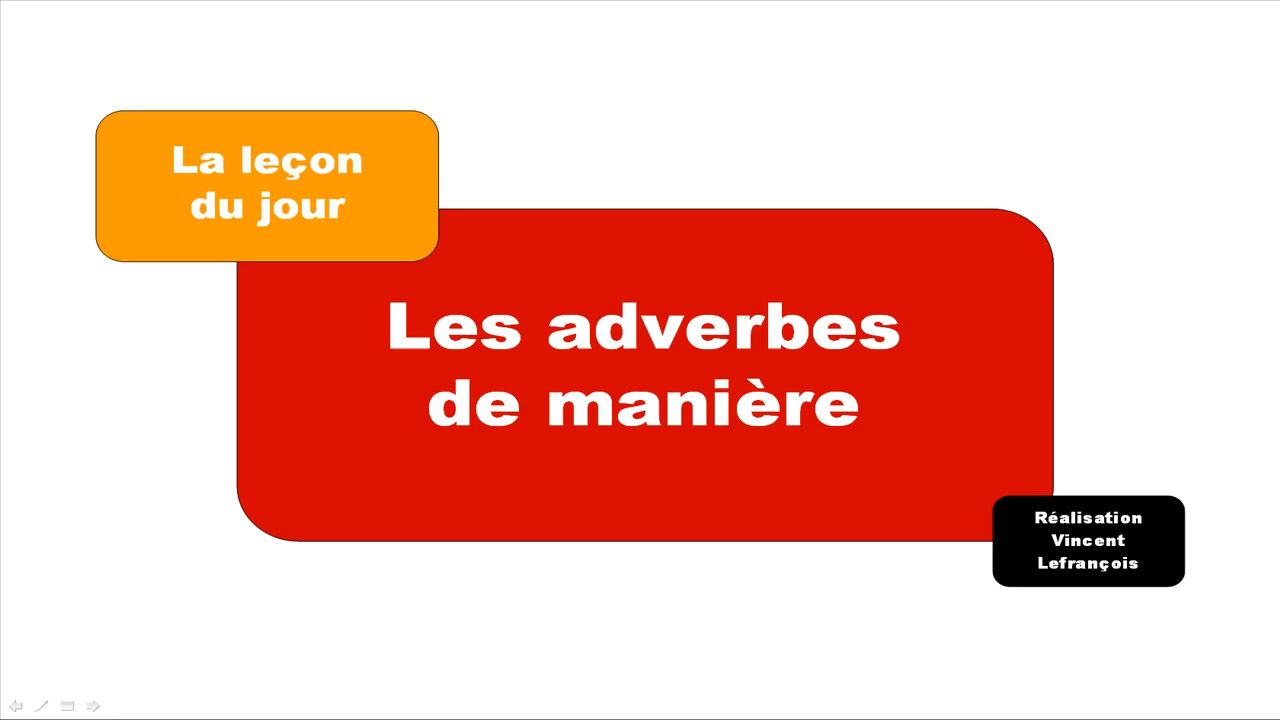 La leçon
du jour
Les adverbes
de manière
Réalisation
Vincent
Lefrançois